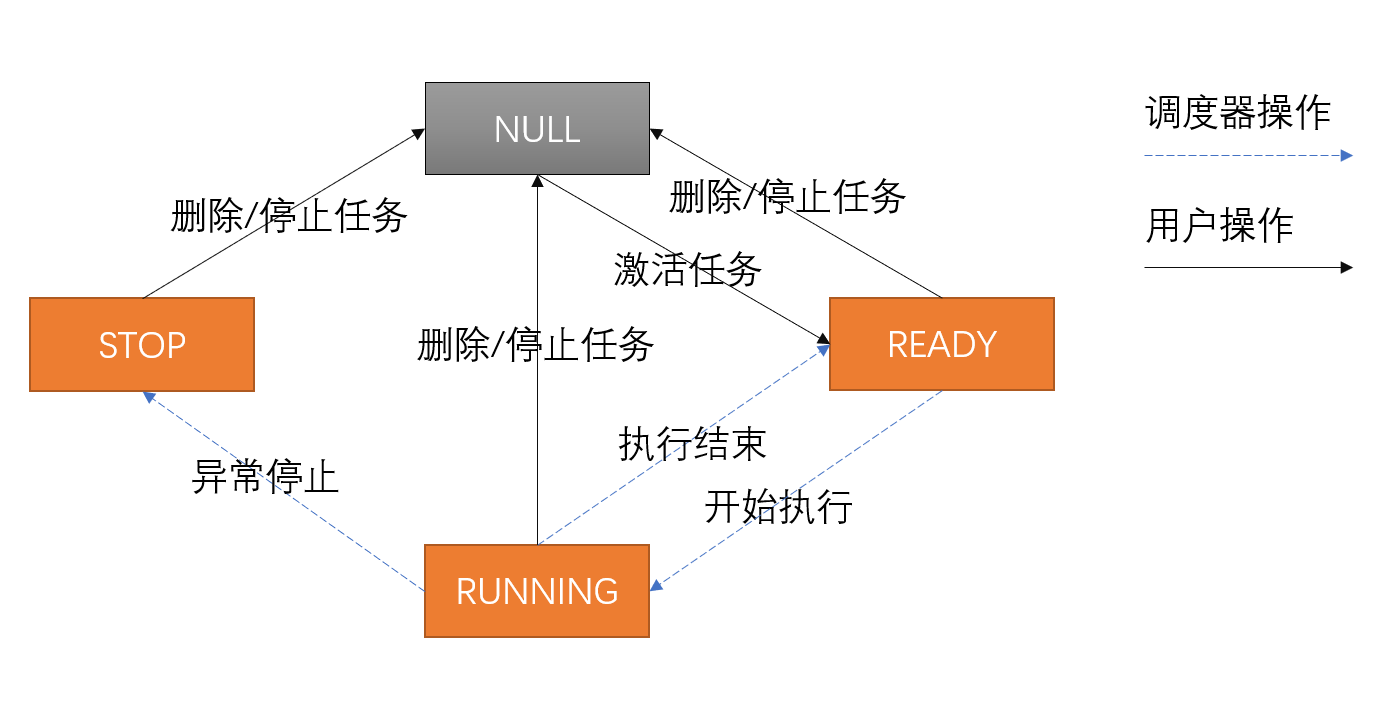 NULL
调度器操作
删除/停止任务
删除/停止任务
用户操作
激活任务
STOP
删除/停止任务
READY
执行结束
异常停止
开始执行
RUNNING